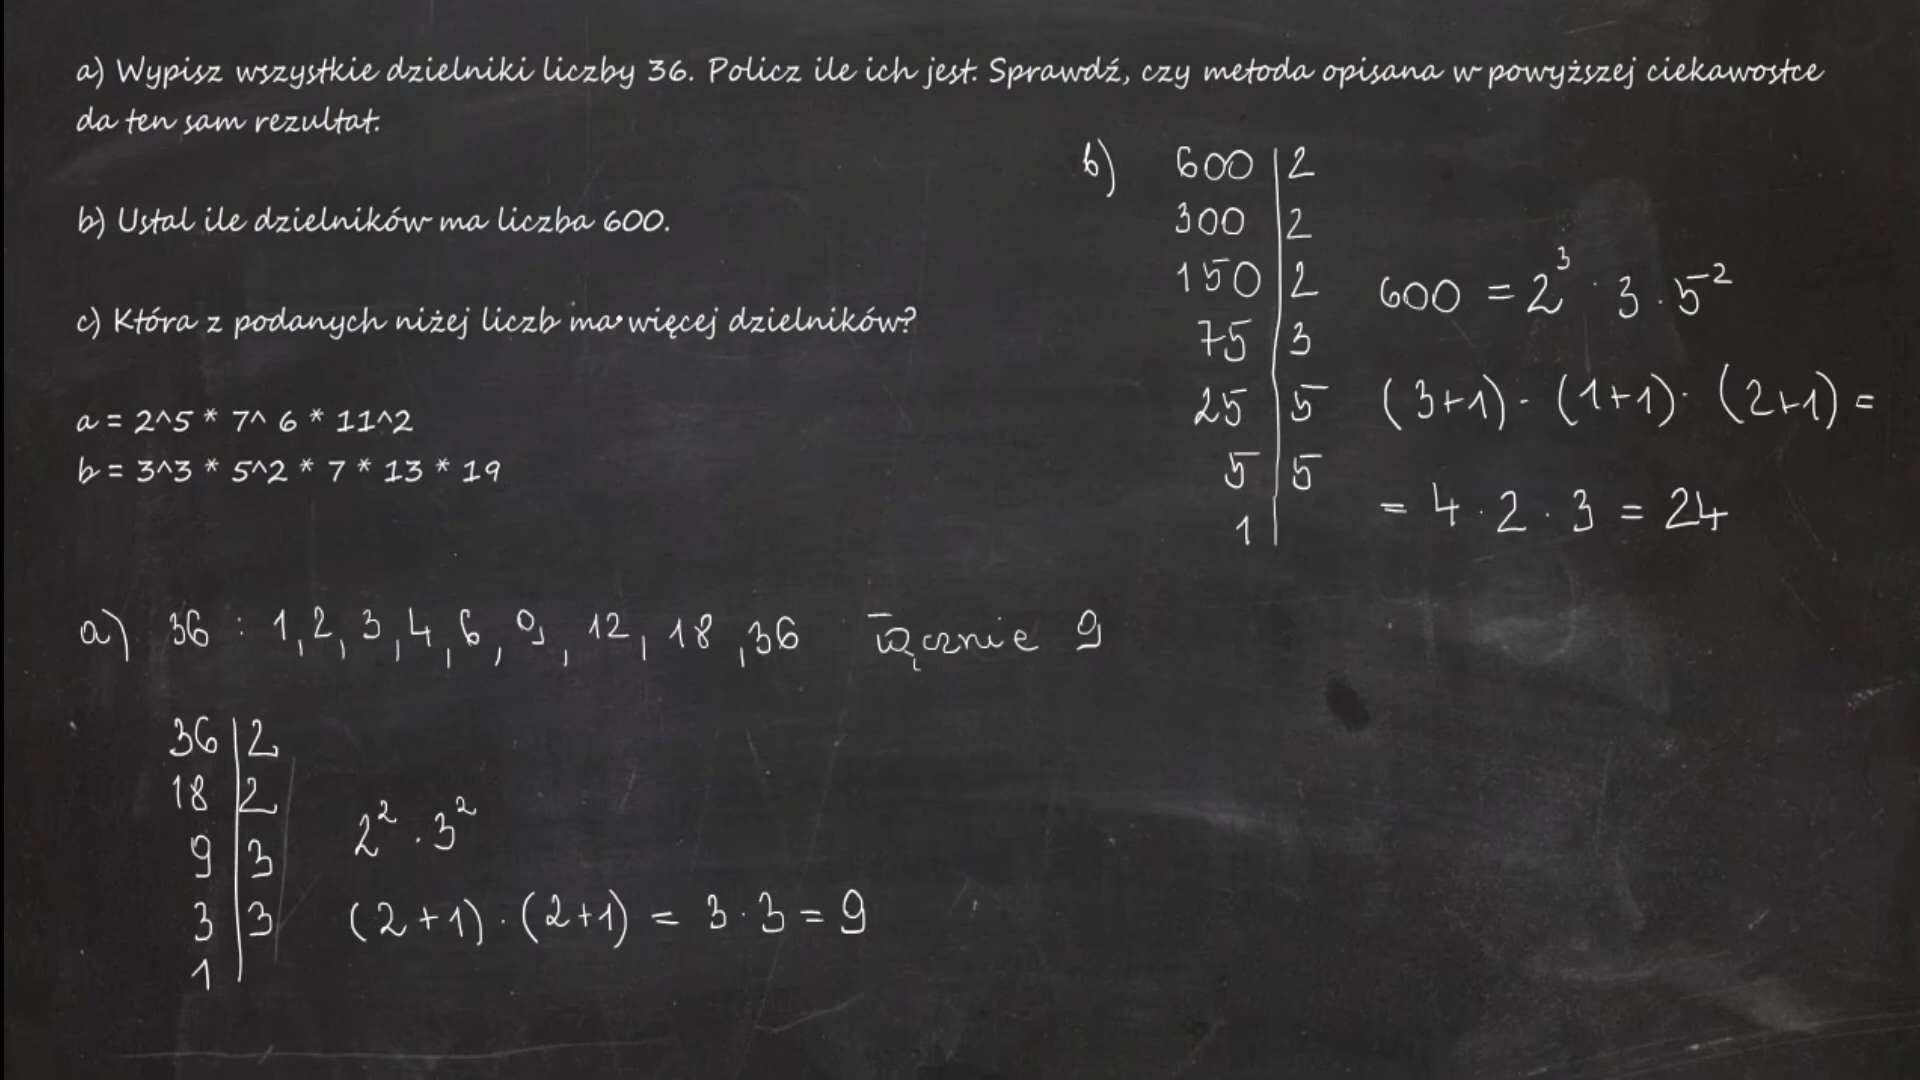 a) Wypisz wszystkie dzielniki liczby 36. Policz ile ich jest. Sprawdź, czy metoda opisana w powyższej ciekawostce
da ten sam rezultat.
b) Ustal ile dzielników ma liczba 600.
c) Która z podanych niżej liczb ma więcej dzielników?
a = 2^5 * 7^ 6 * 11^2
b = 3^3 * 5^2 * 7 * 13 * 19
b) 600 | 2
300 | 2
150 | 2
75 | 3
25 | 5
5 | 5
1 |
600 = 2³ · 3 · 5²
(3+1) · (1+1) · (2+1) =
= 4 · 2 · 3 = 24
a) 36 : 1, 2, 3, 4, 6, 9, 12, 18, 36 łącznie 9
36 | 2
18 | 2
9 | 3
3 | 3
1 |
2² · 3²
(2+1) · (2+1) = 3 · 3 = 9